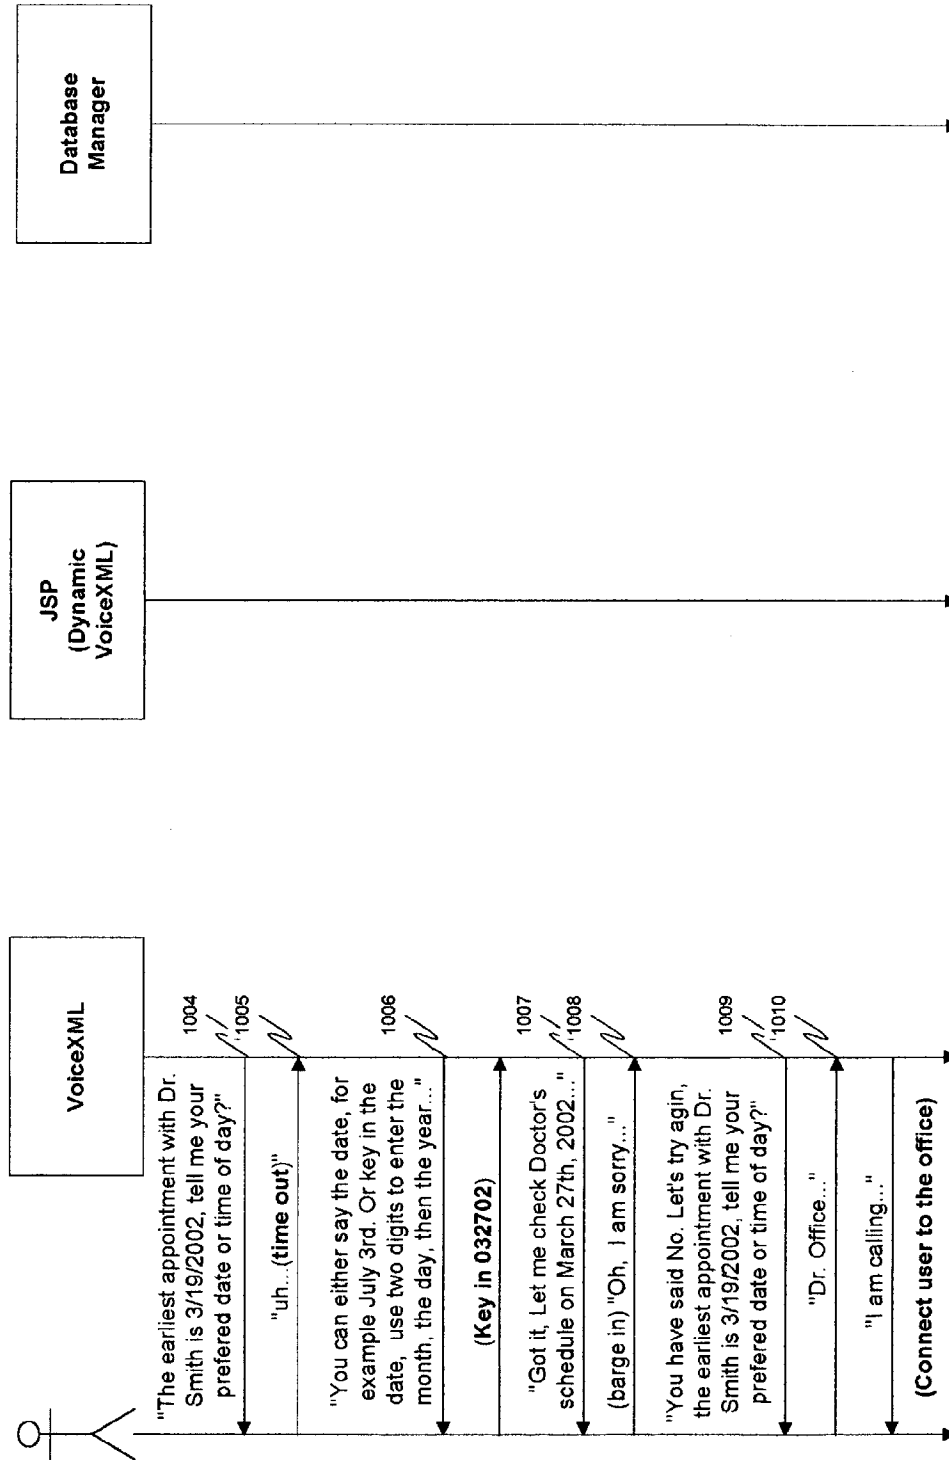 VoiceXML
JSP
(Dynamic
VoiceXML)
Database
Manager
"The earliest appointment with Dr.
Smith is 3/19/2002, tell me your
prefered date or time of day?"
1004
1005
"uh...(time out)"
"You can either say the date, for
example July 3rd. Or key in the
date, use two digits to enter the
month, the day, then the year..."
1006
(Key in 032702)
"Got it, Let me check Doctor's
schedule on March 27th, 2002..."
1007
1008
(barge in) "Oh, I am sorry..."
"You have said No. Let's try agin,
the earliest appointment with Dr.
Smith is 3/19/2002, tell me your
prefered date or time of day?"
1009
1010
"Dr. Office..."
"I am calling..."
(Connect user to the office)